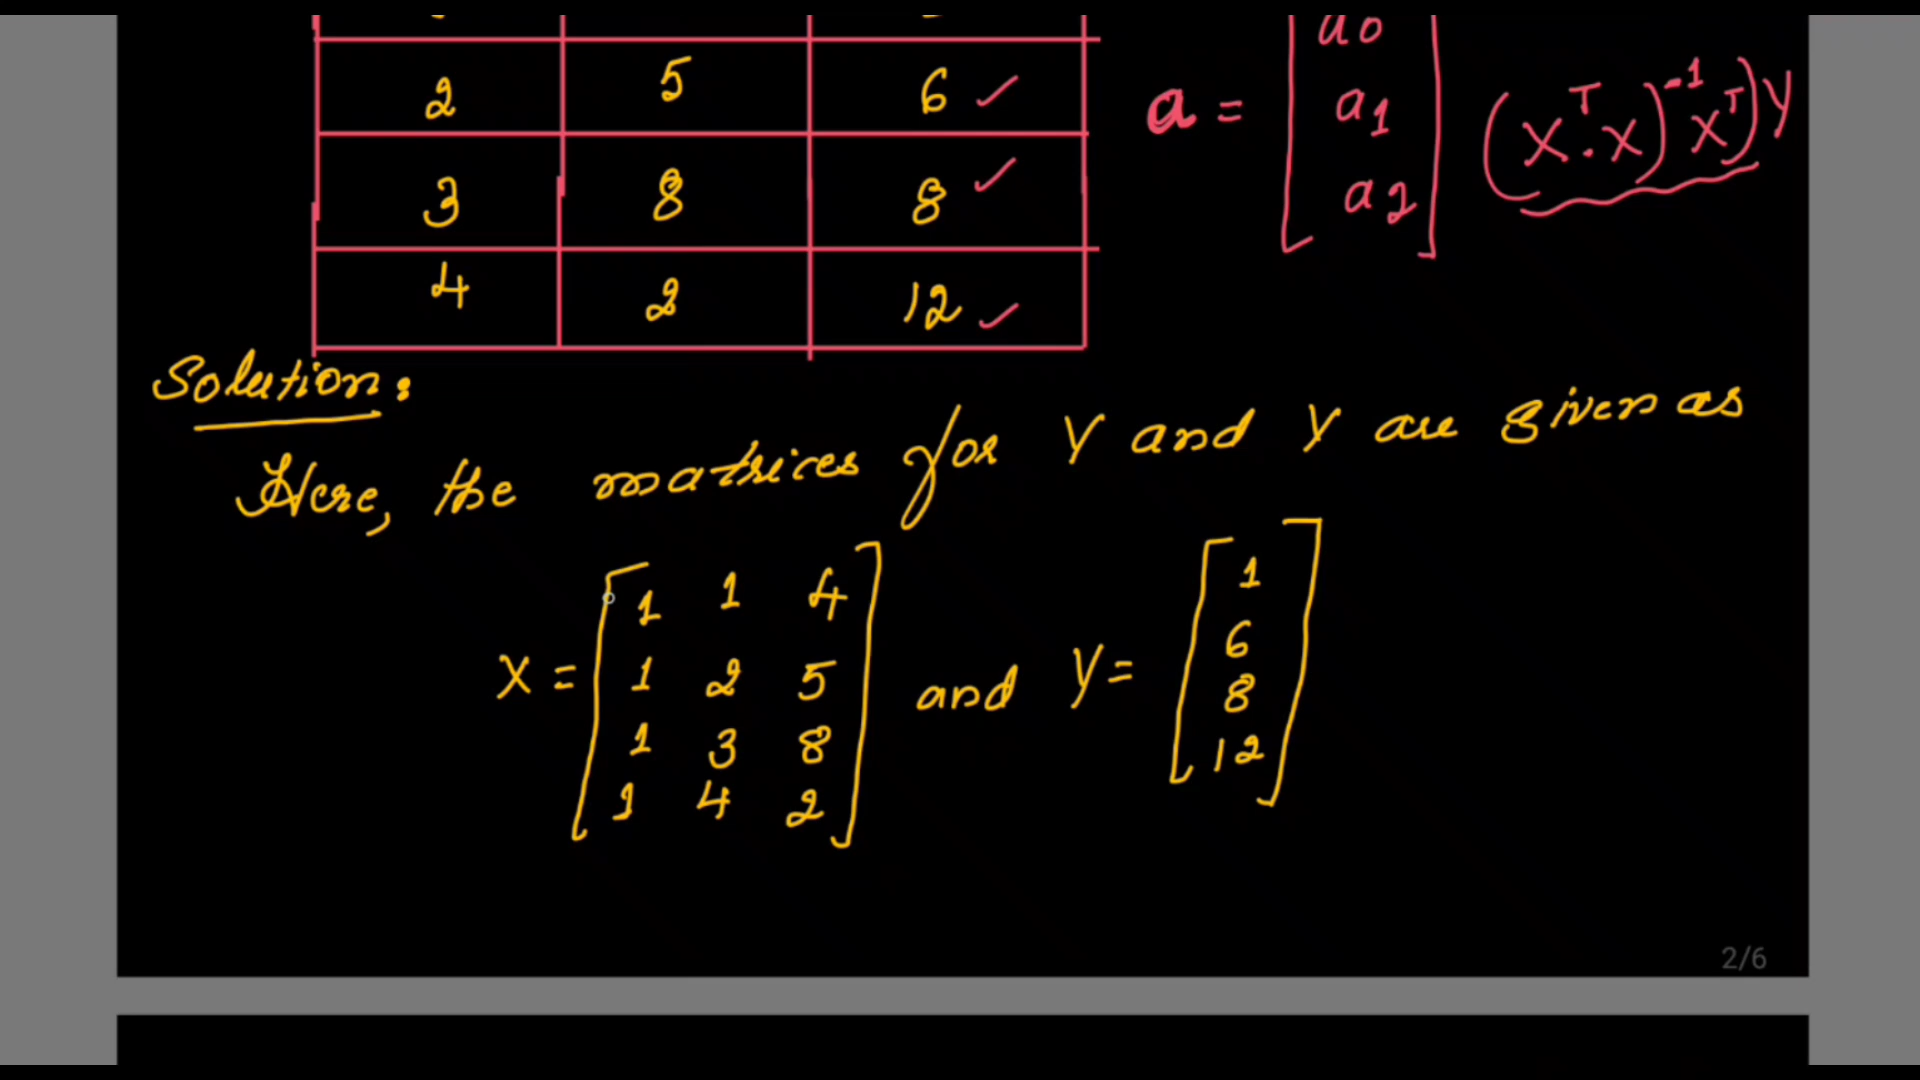 a0
2 5 6 ✓
a = a1 (X^T . X)^-1 X^T) Y
3 8 8 ✓
a2
4 2 12 ✓
Solution:
Here, the matrices for Y and Y are given as
1 1 4
1 2 5
X = 1 3 8
1 4 2
and Y =
1
6
8
12
2/6